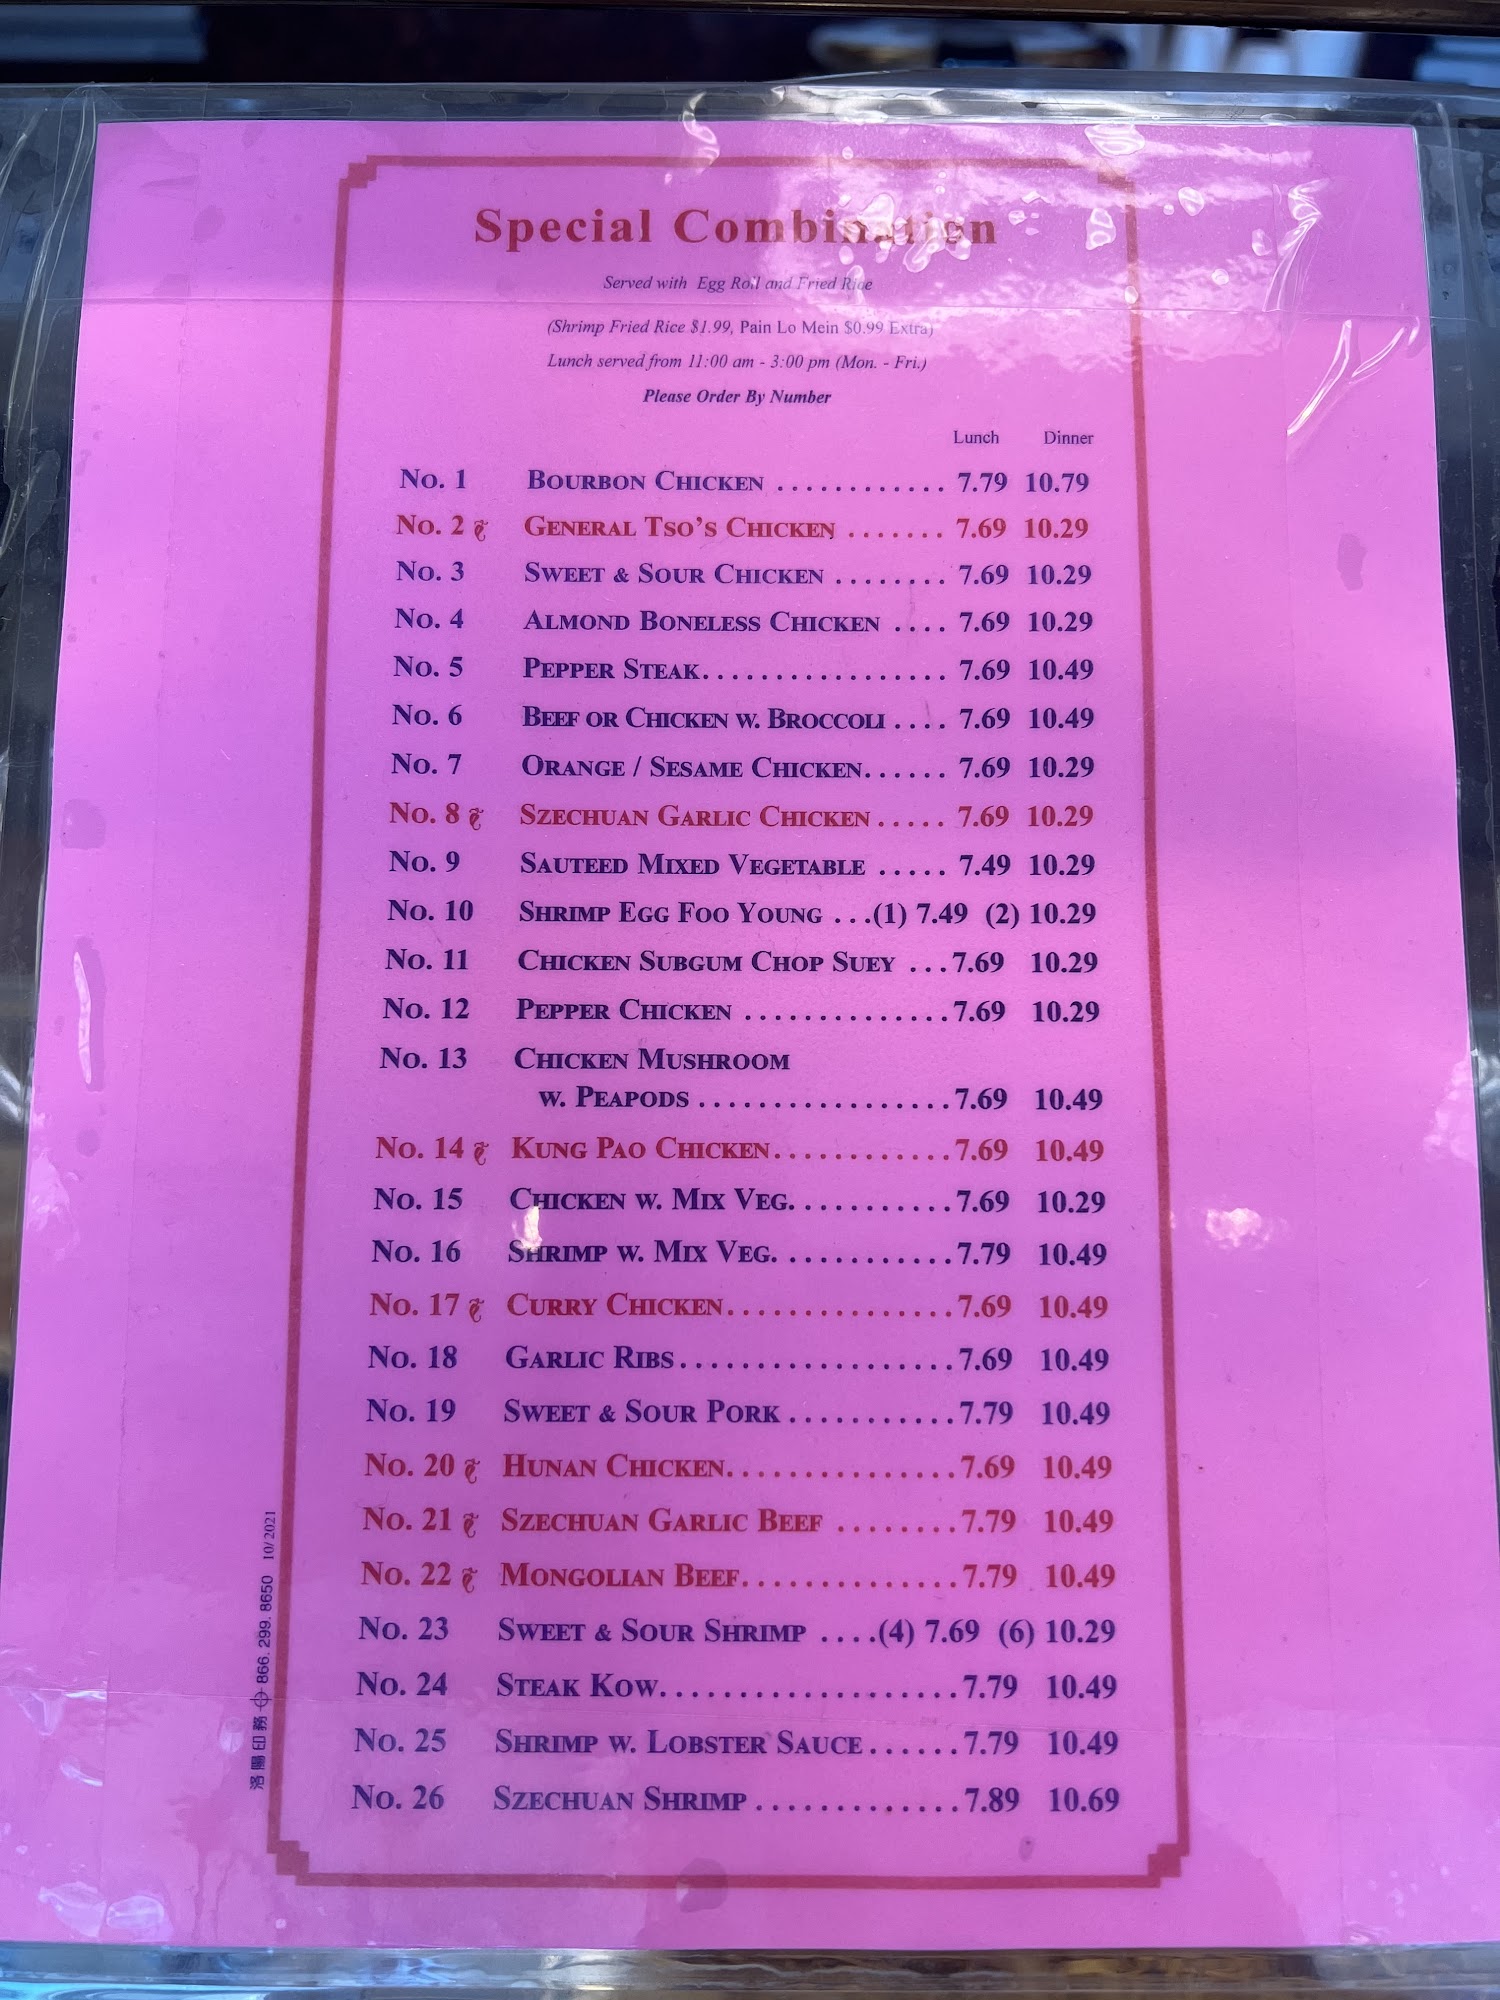 Special Combination
Served with Egg Roll and Fried Rice
(Shrimp Fried Rice $1.99, Pain Lo Mein $0.99 Extra)
Lunch served from 11:00 am - 3:00 pm (Mon. - Fri.)
Please Order By Number
Lunch Dinner
No. 1 Bourbon Chicken ............ 7.79 10.79
No. 2 General Tso's Chicken ....... 7.69 10.29
No. 3 Sweet & Sour Chicken ........ 7.69 10.29
No. 4 Almond Boneless Chicken .... 7.69 10.29
No. 5 Pepper Steak................. 7.69 10.49
No. 6 Beef or Chicken w. Broccoli .... 7.69 10.49
No. 7 Orange / Sesame Chicken...... 7.69 10.29
No. 8 Szechuan Garlic Chicken ..... 7.69 10.29
No. 9 Sauteed Mixed Vegetable ..... 7.49 10.29
No. 10 Shrimp Egg Foo Young ...(1) 7.49 (2) 10.29
No. 11 Chicken Subgum Chop Suey ...7.69 10.29
No. 12 Pepper Chicken ..............7.69 10.29
No. 13 Chicken Mushroom
w. Peapods .................7.69 10.49
No. 14 Kung Pao Chicken............7.69 10.49
No. 15 Chicken w. Mix Veg...........7.69 10.29
No. 16 Shrimp w. Mix Veg. ...........7.79 10.49
No. 17 Curry Chicken................7.69 10.49
No. 18 Garlic Ribs...................7.69 10.49
No. 19 Sweet & Sour Pork ...........7.79 10.49
No. 20 Hunan Chicken................7.69 10.49
No. 21 Szechuan Garlic Beef ........7.79 10.49
No. 22 Mongolian Beef...............7.79 10.49
No. 23 Sweet & Sour Shrimp ....(4) 7.69 (6) 10.29
No. 24 Steak Kow....................7.79 10.49
No. 25 Shrimp w. Lobster Sauce......7.79 10.49
No. 26 Szechuan Shrimp .............7.89 10.69
洛陽印務 866.299.8650 10/2021